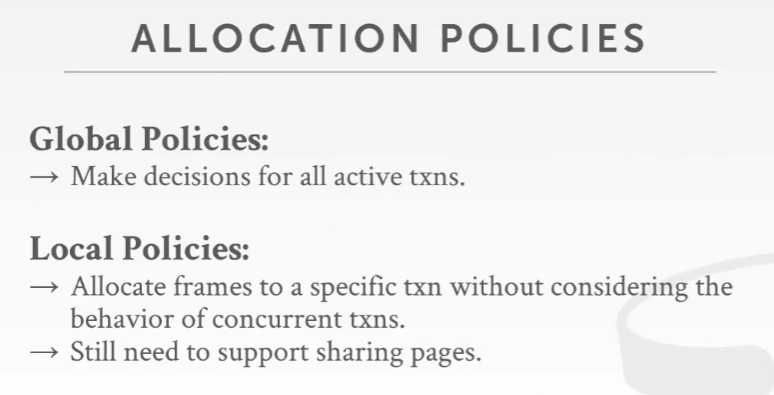 ALLOCATION POLICIES
Global Policies:
→ Make decisions for all active txns.
Local Policies:
→ Allocate frames to a specific txn without considering the
behavior of concurrent txns.
→ Still need to support sharing pages.